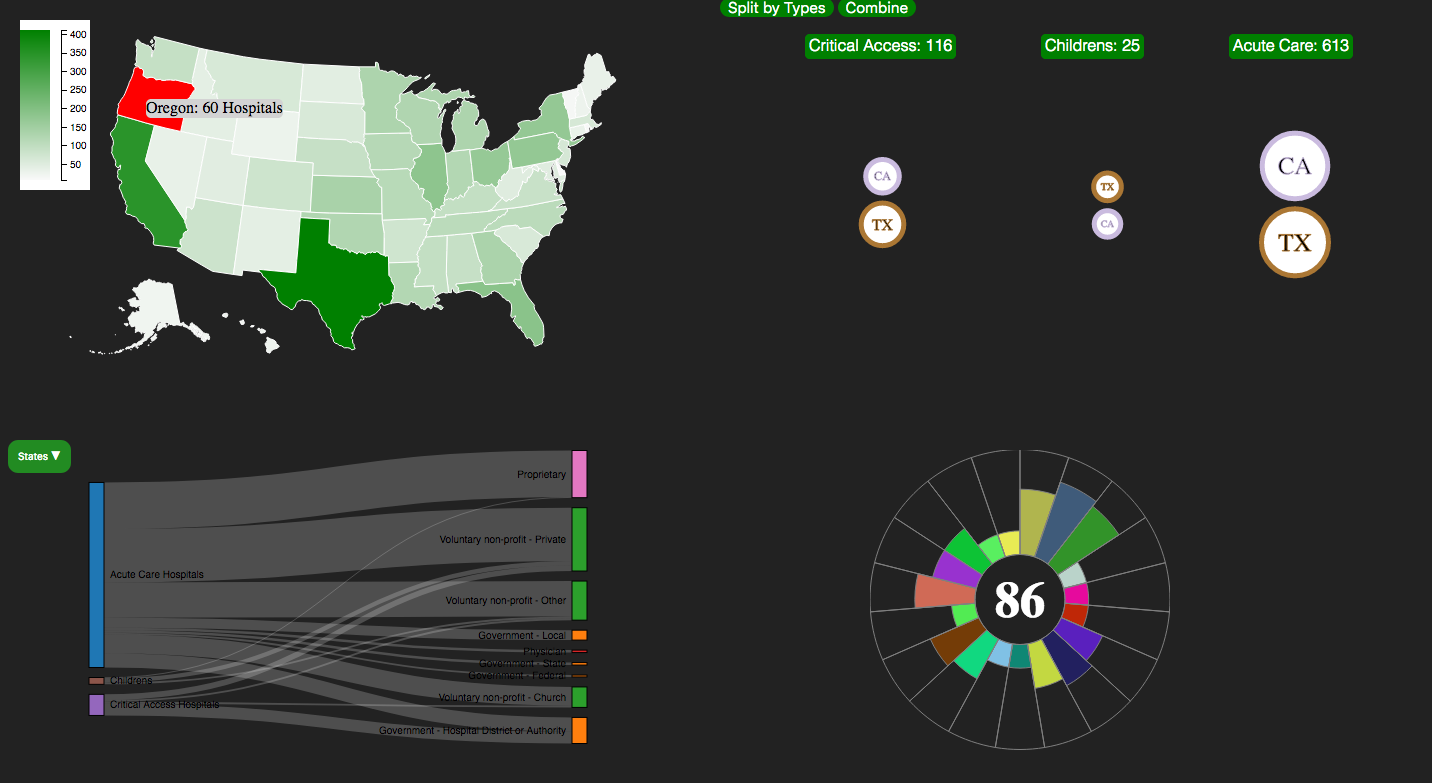 Split by Types
Combine
Critical Access: 116
Childrens: 25
Acute Care: 613
400
350
300
250
200
150
100
50
Oregon: 60 Hospitals
CA
TX
TX
CA
CA
TX
States ▼
Proprietary
Voluntary non-profit - Private
Acute Care Hospitals
Voluntary non-profit - Other
Government - Local
Physician
Government - State
Government - Federal
Childrens
Voluntary non-profit - Church
Critical Access Hospitals
Government - Hospital District or Authority
86